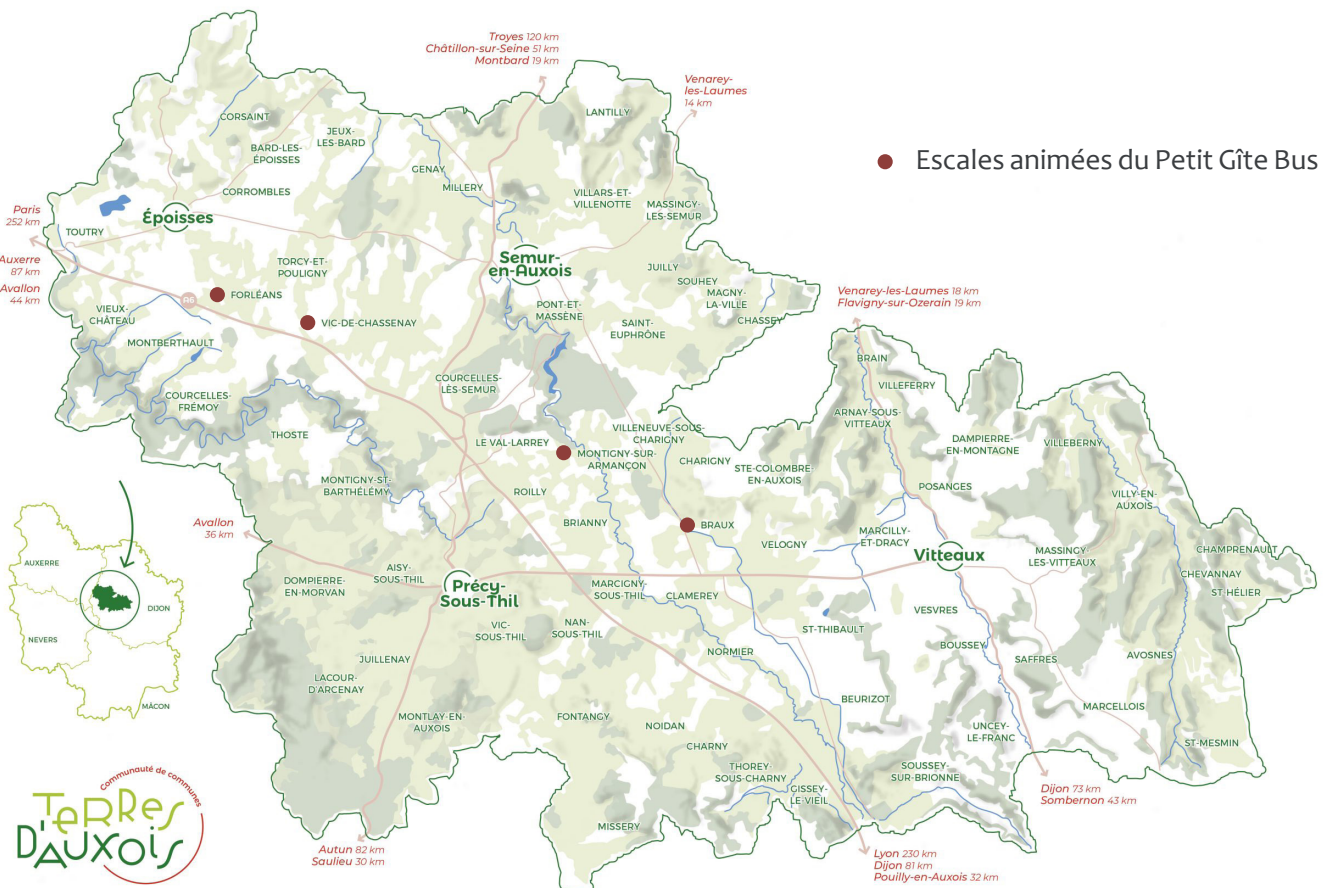 Troyes 120 km
Châtillon-sur-Seine 51 km
Montbard 19 km
Venarey-
les-Laumes
14 km
Escales animées du Petit Gîte Bus
LANTILLY
CORSAINT
JEUX-
LES-BARD
BARD-LES-
ÉPOISSES
GENAY
MILLERY
CORROMBLES
VILLARS-ET-
VILLENOTTE
MASSINGY-
LES-SEMUR
Paris
252 km
Époisses
TOUTRY
Auxerre
87 km
Avallon
44 km
TORCY-ET-
POULIGNY
Semur-
en-Auxois
JUILLY
SOUHEY
MAGNY-
LA-VILLE
CHASSEY
A6
FORLÉANS
VIEUX-
CHÂTEAU
VIC-DE-CHASSENAY
PONT-ET-
MASSÈNE
SAINT-
EUPHRÔNE
Venarey-les-Laumes 18 km
Flavigny-sur-Ozerain 19 km
MONTBERTHAULT
BRAIN
VILLEFERRY
COURCELLES-
FRÉMOY
COURCELLES-
LÈS-SEMUR
ARNAY-SOUS-
VITTEAUX
THOSTE
LE VAL-LARREY
VILLENEUVE-SOUS-
CHARIGNY
MONTIGNY-SUR-
ARMANÇON
CHARIGNY
STE-COLOMBRE-
EN-AUXOIS
DAMPIERRE-
EN-MONTAGNE
VILLEBERNY
MONTIGNY-ST-
BARTHÉLÉMY
ROILLY
POSANGES
VILLY-EN-
AUXOIS
Avallon
36 km
BRIANNY
BRAUX
VELOGNY
MARCILLY-
ET-DRACY
Vitteaux
MASSINGY-
LES-VITTEAUX
CHAMPRENAULT
CHEVANNAY
ST-HÉLIER
AUXERRE
DIJON
NEVERS
MÂCON
DOMPIERRE-
EN-MORVAN
AISY-
SOUS-THIL
Précy-
Sous-Thil
MARCIGNY-
SOUS-THIL
CLAMEREY
VESVRES
VIC-
SOUS-THIL
NAN-
SOUS-THIL
ST-THIBAULT
JUILLENAY
NORMIER
BOUSSEY
SAFFRES
AVOSNES
LACOUR-
D'ARCENAY
BEURIZOT
MARCELLOIS
MONTLAY-EN-
AUXOIS
FONTANGY
NOIDAN
UNCEY-
LE-FRANC
ST-MESMIN
CHARNY
THOREY-
SOUS-CHARNY
SOUSSEY-
SUR-BRIONNE
GISSEY-
LE-VIEIL
MISSERY
Dijon 73 km
Sombernon 43 km
Communauté de communes
TERRES
D'AUXOIS
Autun 82 km
Saulieu 30 km
Lyon 230 km
Dijon 81 km
Pouilly-en-Auxois 32 km